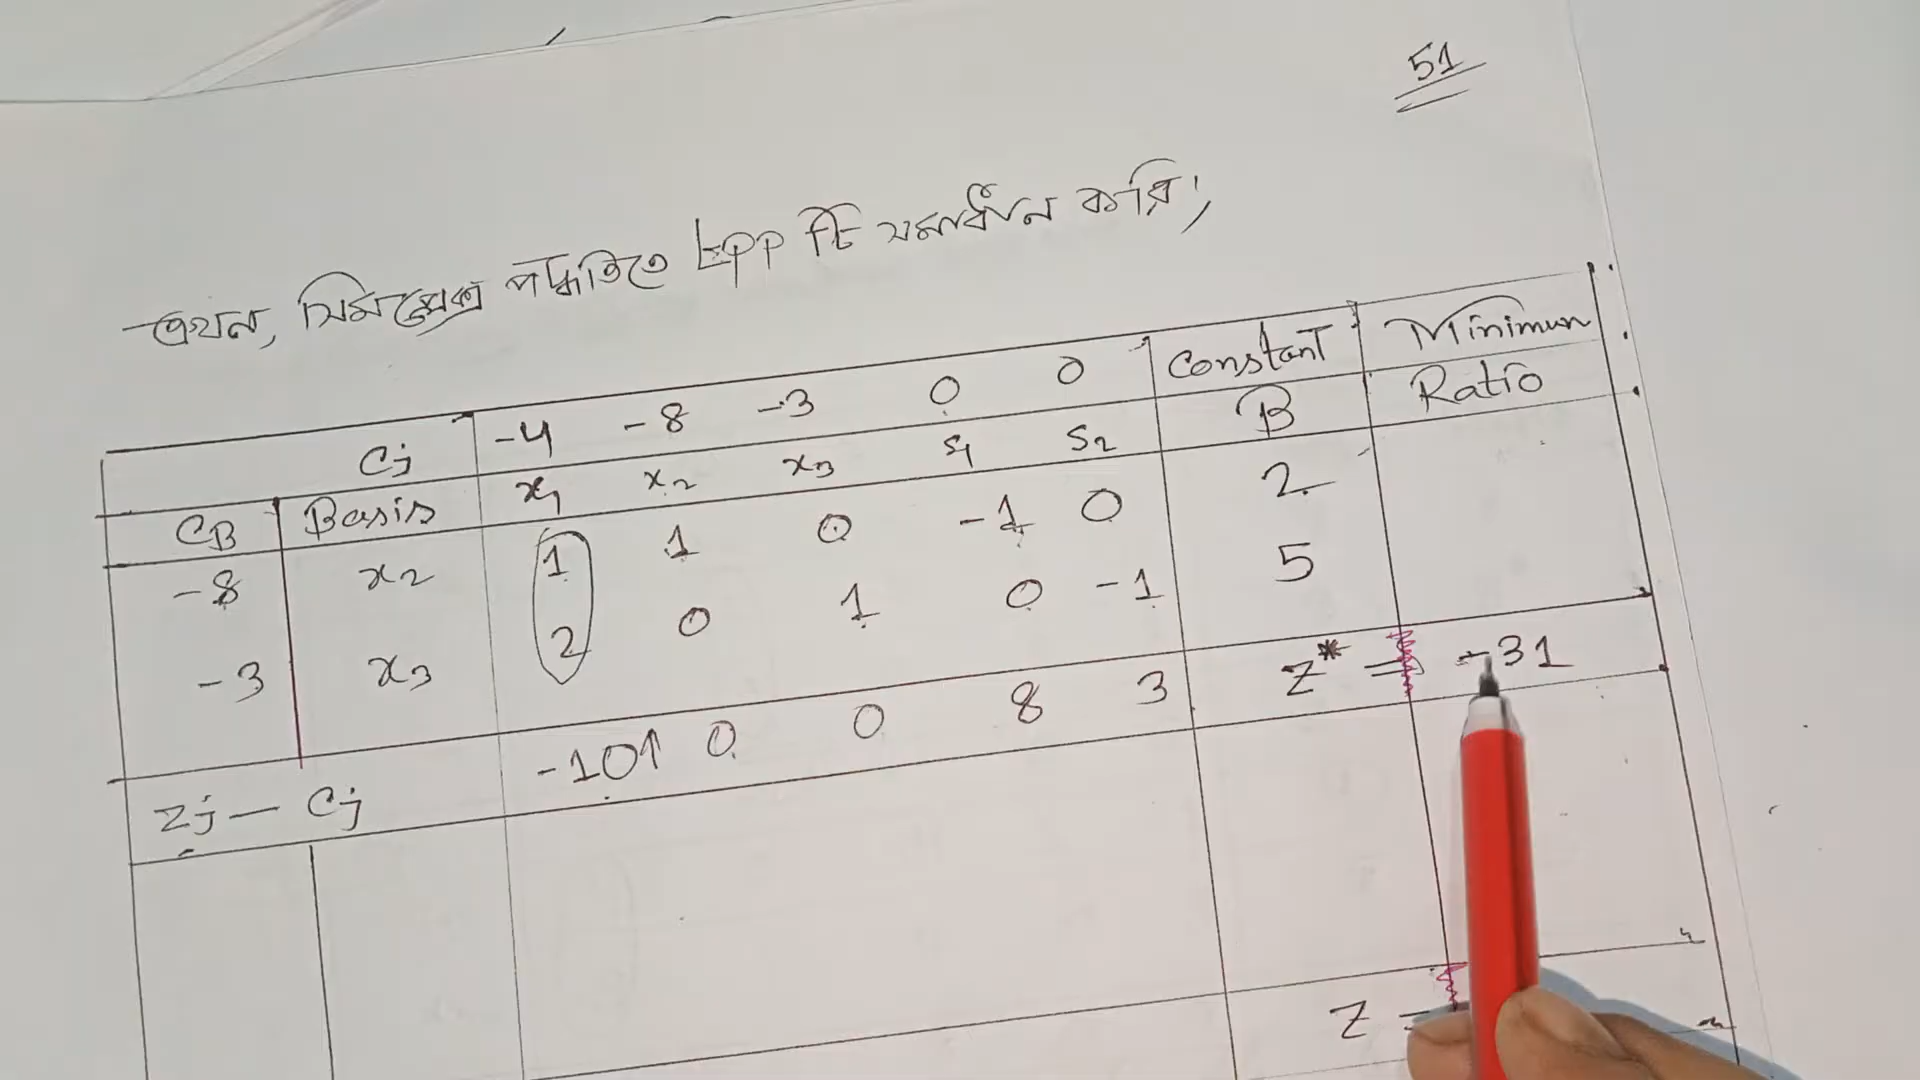 51
এখন, সিমপ্লেক্স পদ্ধতিতে LPP টি সমাধান করি,
Cj -4 -8 -3 0 0 Constant Minimum
CB Basis x1 x2 x3 s1 s2 B Ratio
-8 x2 1 1 0 -1 0 2
-3 x3 2 0 1 0 -1 5
Zj - Cj -10↑ 0 0 8 3 Z* = -31
Z =